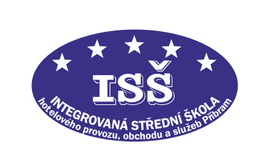 ISŠ
INTEGROVANÁ STŘEDNÍ ŠKOLA
hotelového provozu, obchodu a služeb Příbram